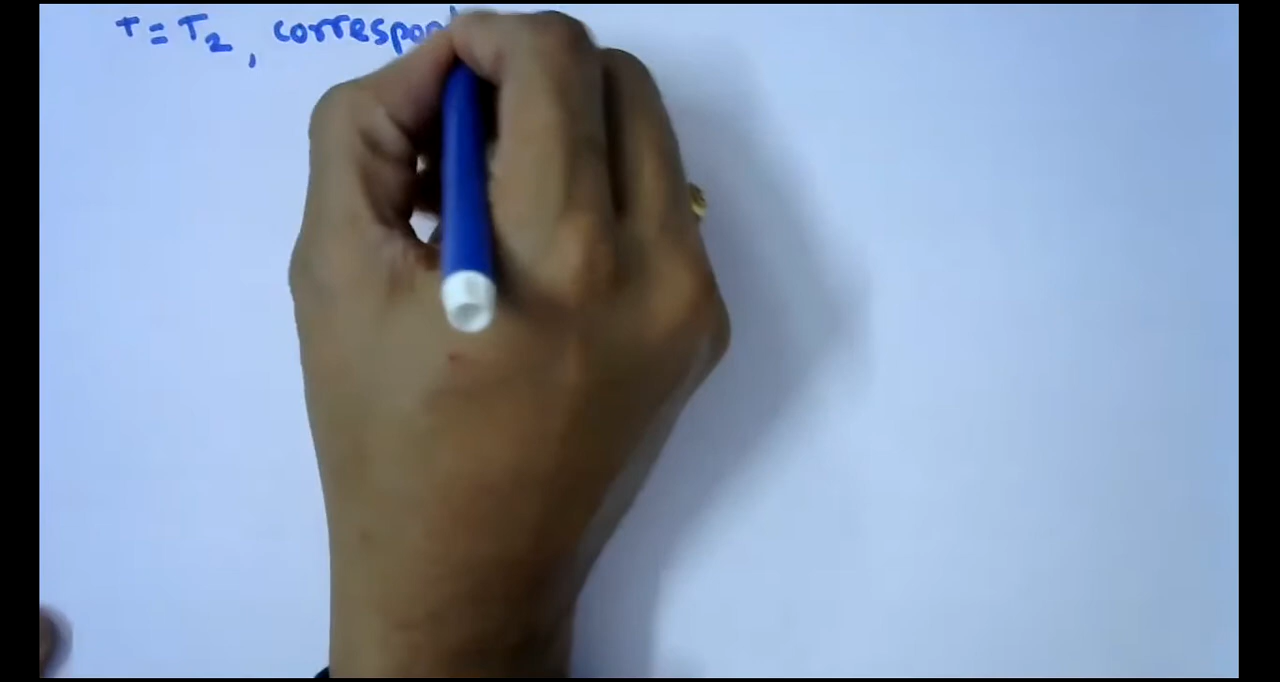 T = T2, correspon